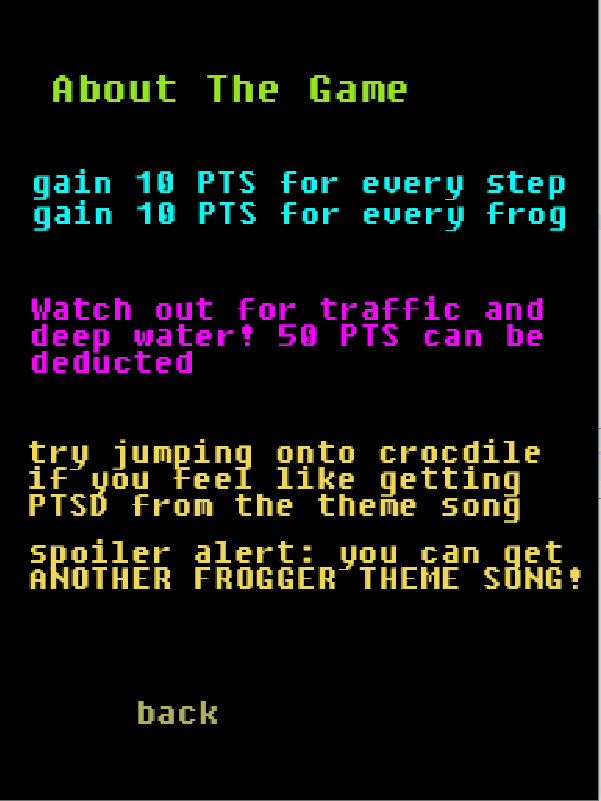 About The Game
gain 10 PTS for every step
gain 10 PTS for every frog
Watch out for traffic and
deep water! 50 PTS can be
deducted
try jumping onto crocdile
if you feel like getting
PTSD from the theme song
spoiler alert: you can get
ANOTHER FROGGER THEME SONG!
back